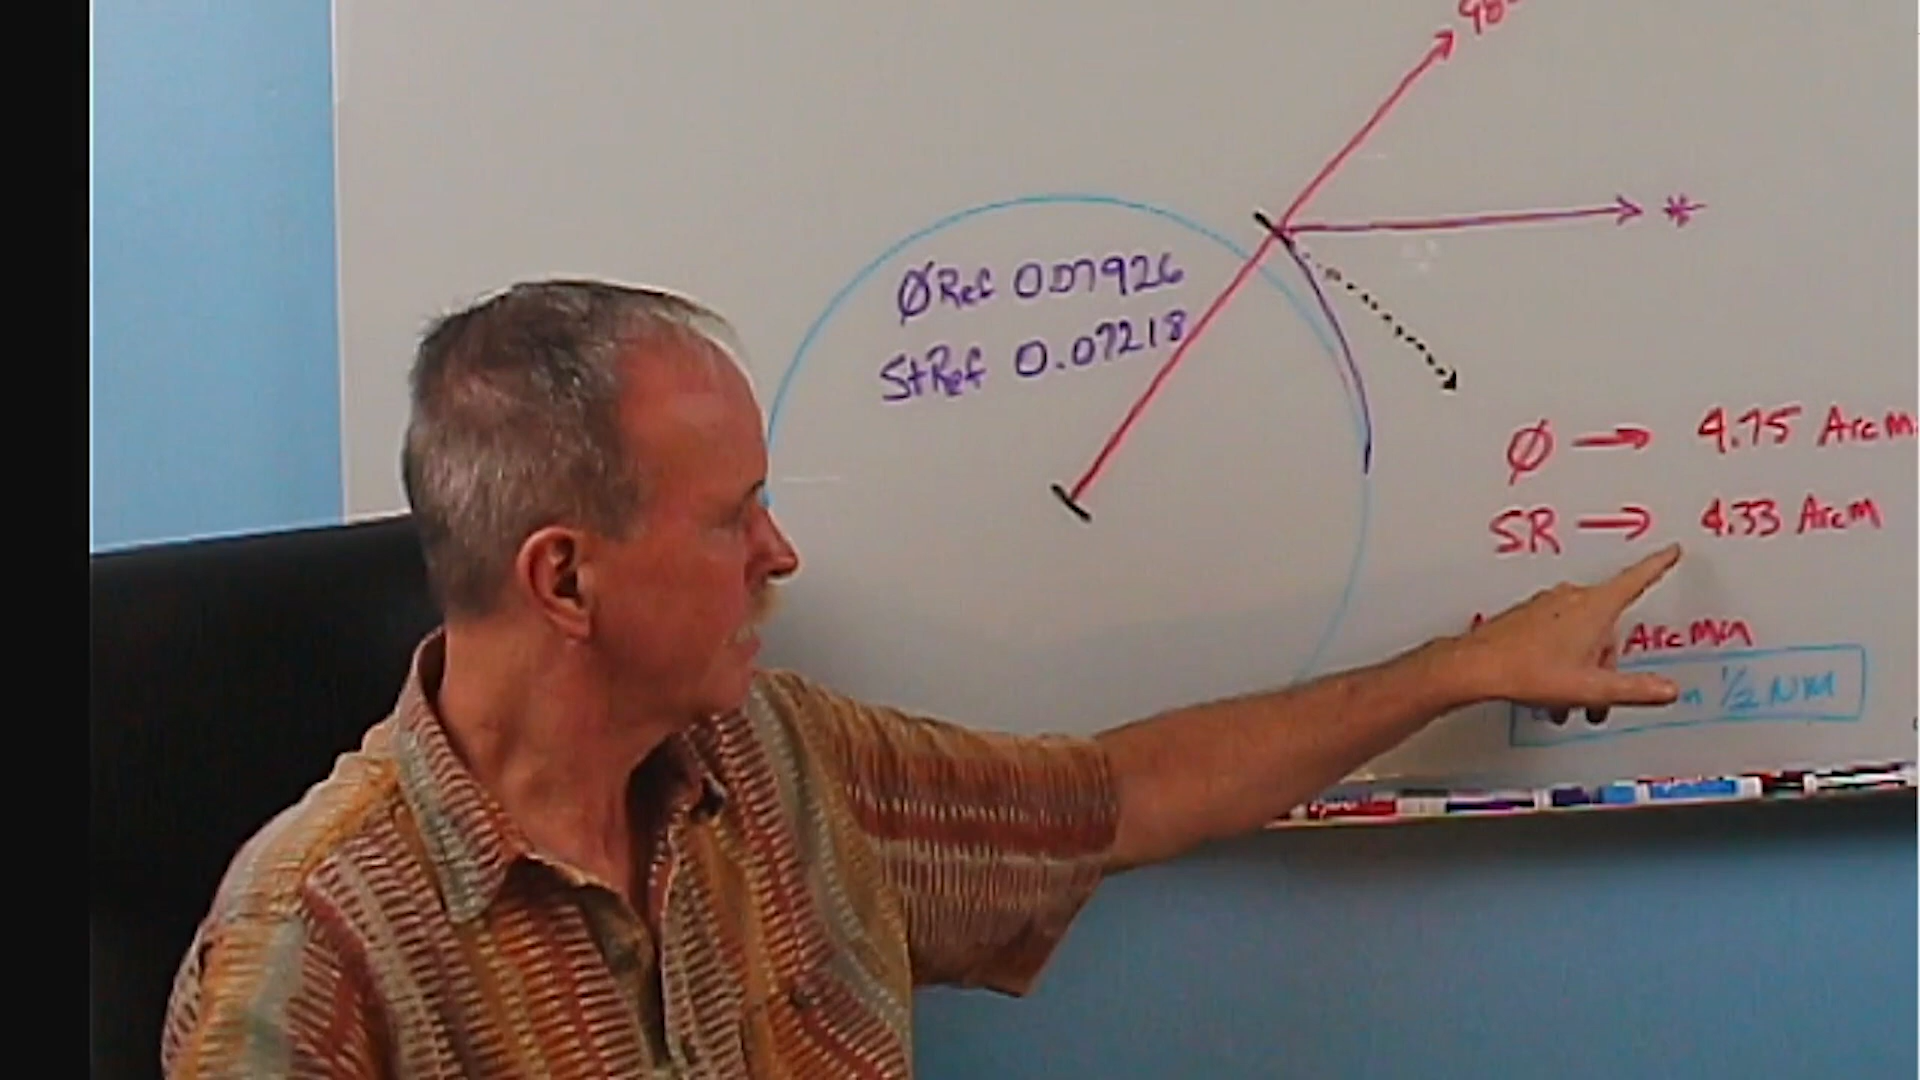 ØRef 0.07926
StRef 0.07218
Ø → 4.75 ArcM
SR → 4.33 ArcM
ArcMin
1/2 NM